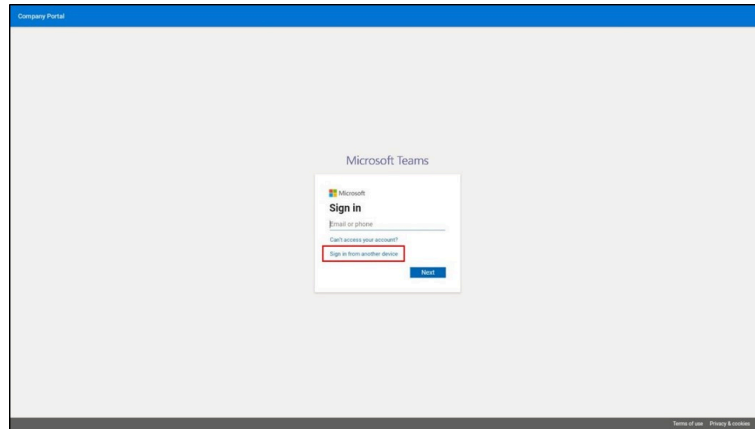 Company Portal
Microsoft Teams
Microsoft
Sign in
Email or phone
Can't access your account?
Sign in from another device
Next
Terms of use Privacy & cookies